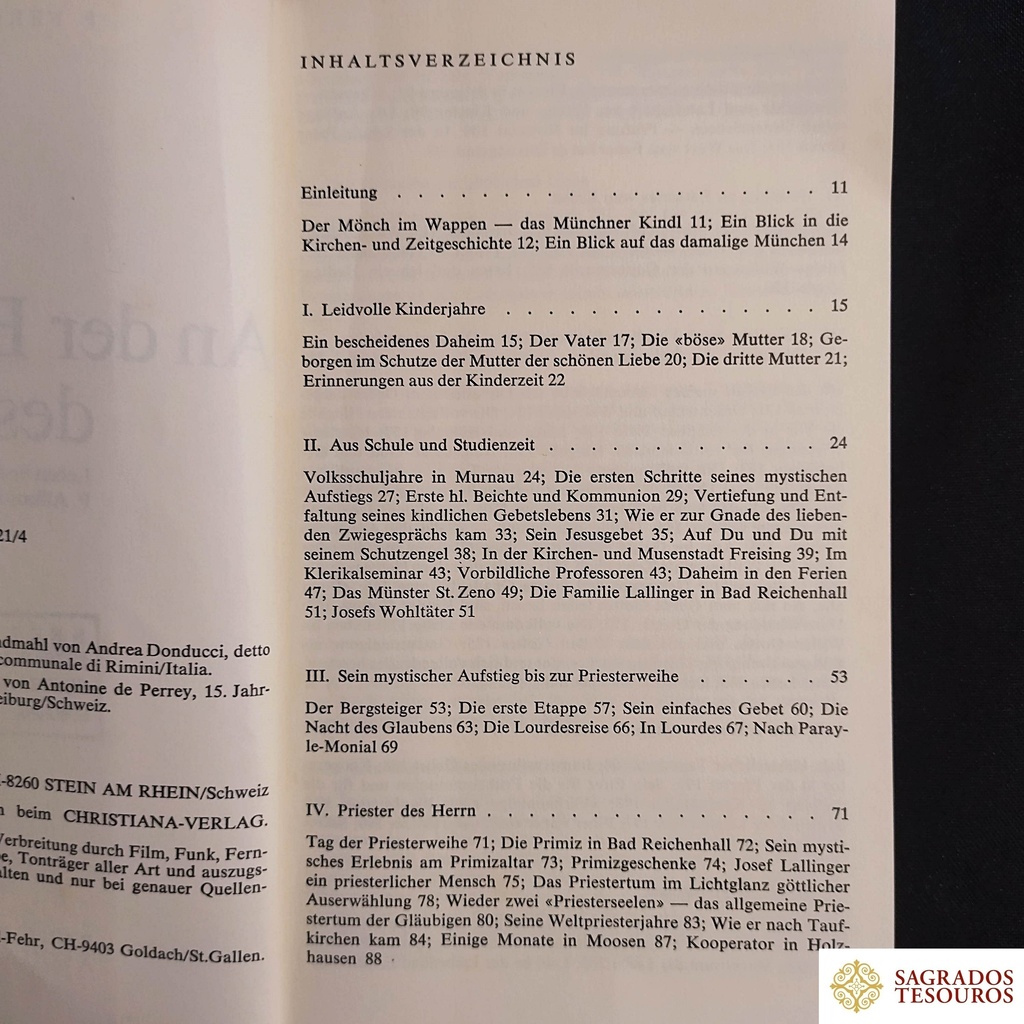 21/4
dmahl von Andrea Donducci, detto
communale di Rimini/Italia.
von Antonine de Perrey, 15. Jahr-
eiburg/Schweiz.
-8260 STEIN AM RHEIN/Schweiz
beim CHRISTIANA-VERLAG.
Verbreitung durch Film, Funk, Fern-
e, Tonträger aller Art und auszugs-
lten und nur bei genauer Quellen-
-Fehr, CH-9403 Goldach/St.Gallen.
INHALTSVERZEICHNIS
Einleitung . . . . . . . . . . . . . . . . . . . . 11
Der Mönch im Wappen — das Münchner Kindl 11; Ein Blick in die
Kirchen- und Zeitgeschichte 12; Ein Blick auf das damalige München 14
I. Leidvolle Kinderjahre . . . . . . . . . . . . . . . 15
Ein bescheidenes Daheim 15; Der Vater 17; Die «böse» Mutter 18; Ge-
borgen im Schutze der Mutter der schönen Liebe 20; Die dritte Mutter 21;
Erinnerungen aus der Kinderzeit 22
II. Aus Schule und Studienzeit . . . . . . . . . . . . . 24
Volksschuljahre in Murnau 24; Die ersten Schritte seines mystischen
Aufstiegs 27; Erste hl. Beichte und Kommunion 29; Vertiefung und Ent-
faltung seines kindlichen Gebetslebens 31; Wie er zur Gnade des lieben-
den Zwiegesprächs kam 33; Sein Jesusgebet 35; Auf Du und Du mit
seinem Schutzengel 38; In der Kirchen- und Musenstadt Freising 39; Im
Klerikalseminar 43; Vorbildliche Professoren 43; Daheim in den Ferien
47; Das Münster St. Zeno 49; Die Familie Lallinger in Bad Reichenhall
51; Josefs Wohltäter 51
III. Sein mystischer Aufstieg bis zur Priesterweihe . . . . . . 53
Der Bergsteiger 53; Die erste Etappe 57; Sein einfaches Gebet 60; Die
Nacht des Glaubens 63; Die Lourdesreise 66; In Lourdes 67; Nach Paray-
le-Monial 69
IV. Priester des Herrn . . . . . . . . . . . . . . . . 71
Tag der Priesterweihe 71; Die Primiz in Bad Reichenhall 72; Sein mysti-
sches Erlebnis am Primizaltar 73; Primizgeschenke 74; Josef Lallinger
ein priesterlicher Mensch 75; Das Priestertum im Lichtglanz göttlicher
Auserwählung 78; Wieder zwei «Priesterseelen» — das allgemeine Prie-
stertum der Gläubigen 80; Seine Weltpriesterjahre 83; Wie er nach Tauf-
kirchen kam 84; Einige Monate in Moosen 87; Kooperator in Holz-
hausen 88
SAGRADOS
TESOUROS